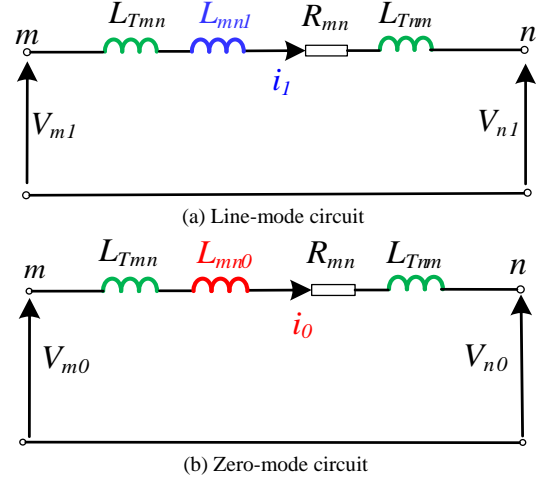 L_Tmn L_mn1 R_mn L_Tnm
m n
i_1
V_m1 V_n1
(a) Line-mode circuit
L_Tmn L_mn0 R_mn L_Tnm
m n
i_0
V_m0 V_n0
(b) Zero-mode circuit